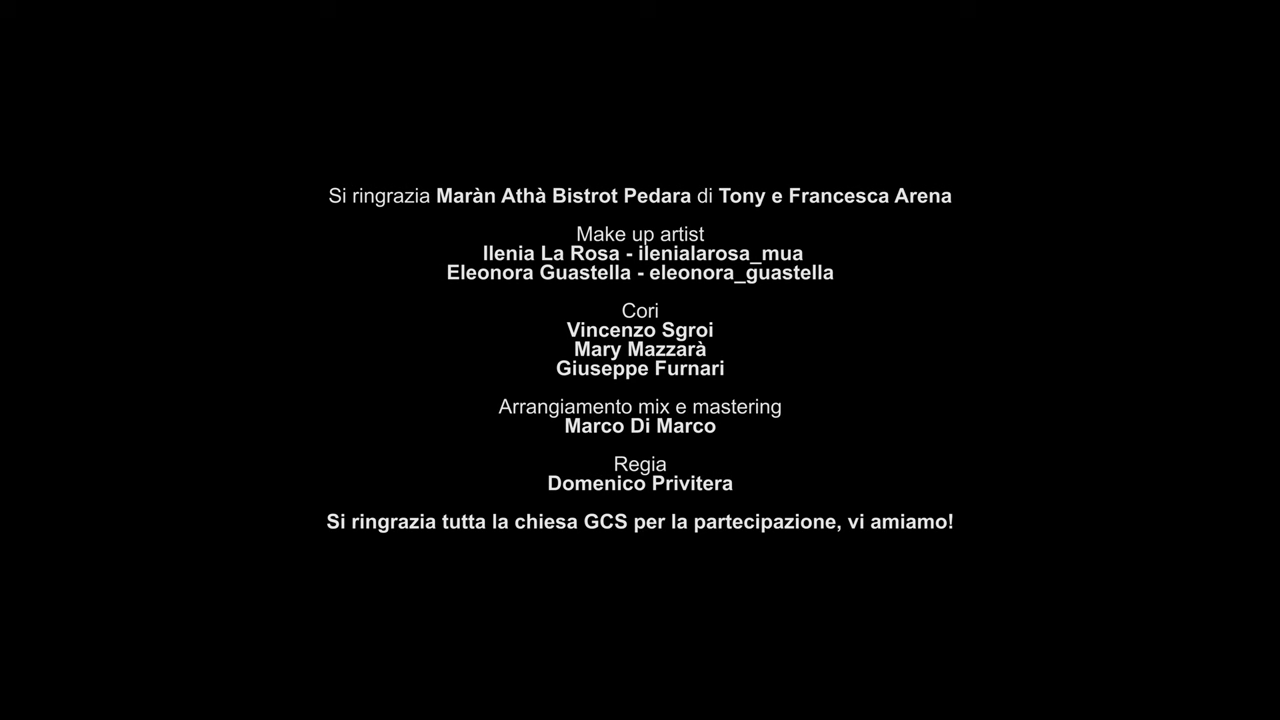 Si ringrazia Maràn Athà Bistrot Pedara di Tony e Francesca Arena
Make up artist
Ilenia La Rosa - ilenialarosa_mua
Eleonora Guastella - eleonora_guastella
Cori
Vincenzo Sgroi
Mary Mazzarà
Giuseppe Furnari
Arrangiamento mix e mastering
Marco Di Marco
Regia
Domenico Privitera
Si ringrazia tutta la chiesa GCS per la partecipazione, vi amiamo!